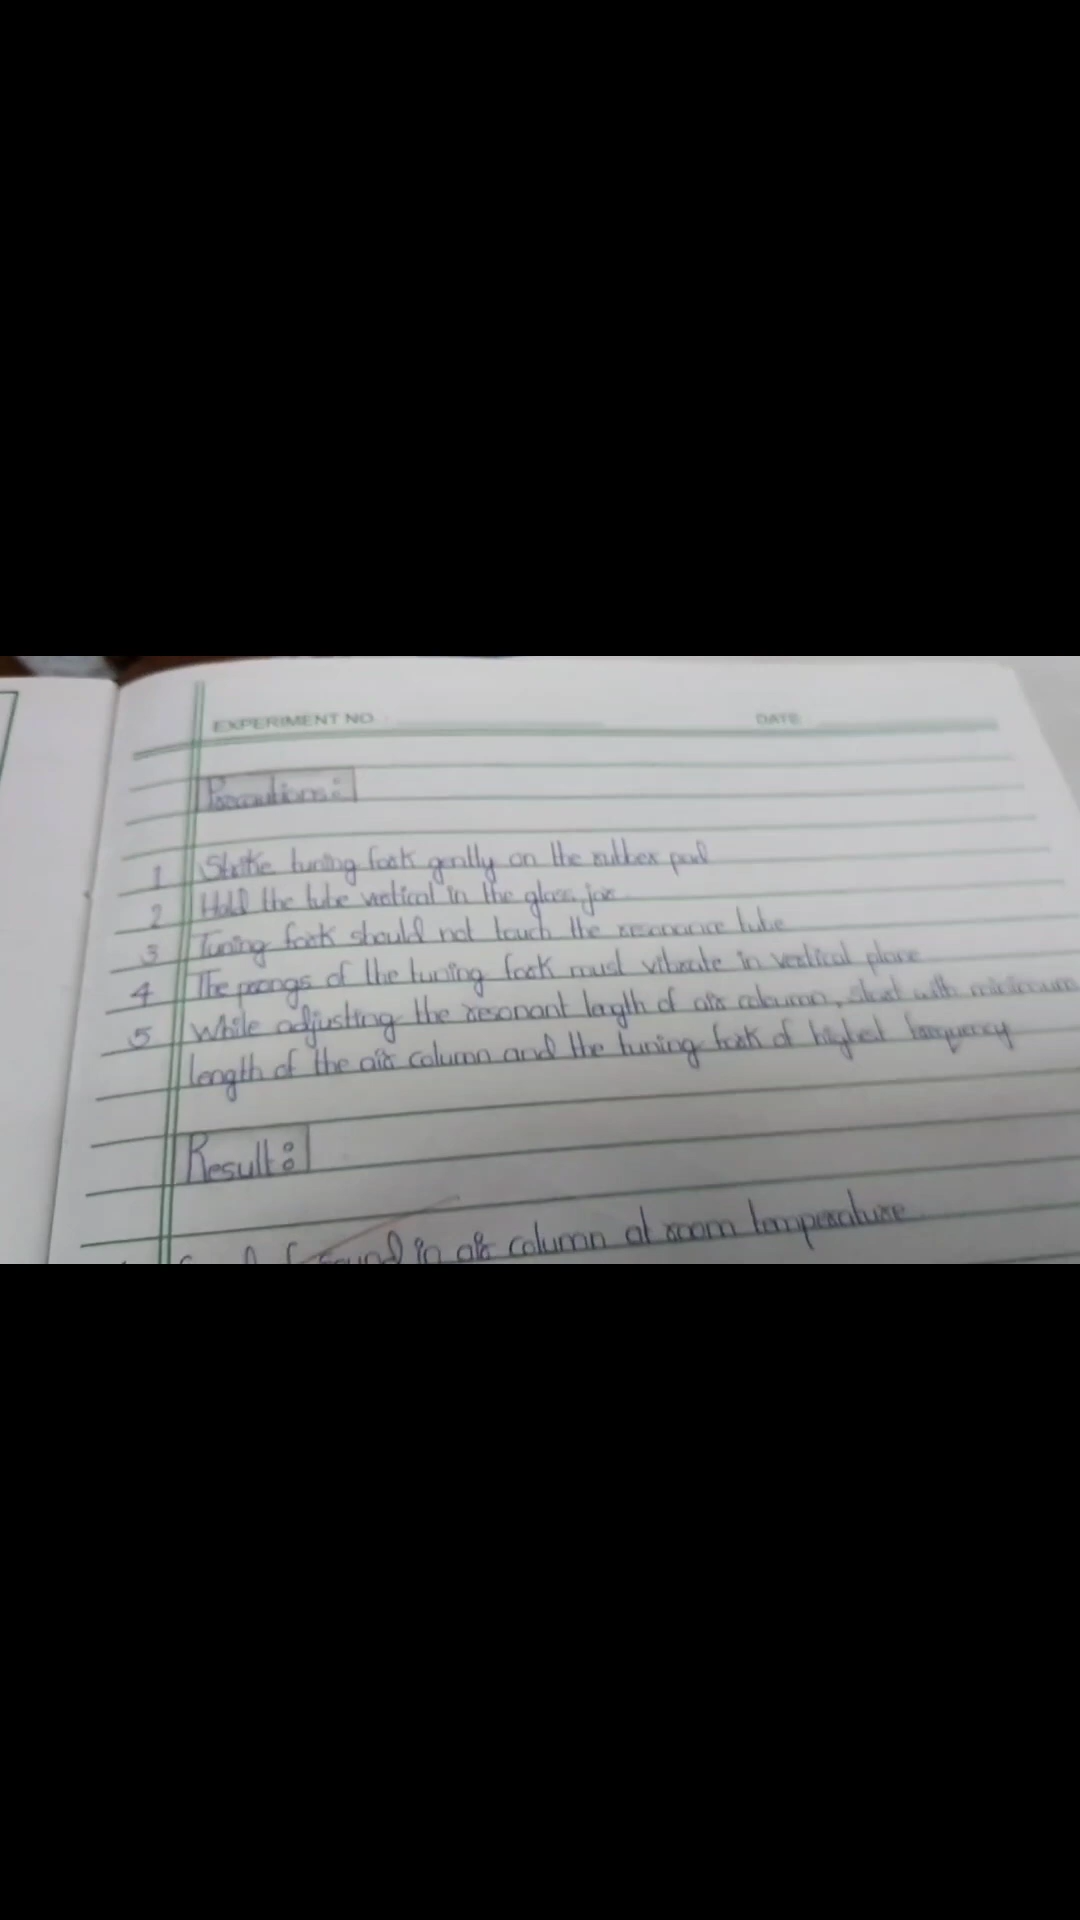 EXPERIMENT NO. DATE:
Precautions:
1 Strike tuning fork gently on the rubber pad
2 Hold the tube vertical in the glass jar
3 Tuning fork should not touch the resonance tube
4 The prongs of the tuning fork must vibrate in vertical plane
5 While adjusting the resonant length of air column, start with minimum
length of the air column and the tuning fork of highest frequency
Result:
sound in air column at room temperature